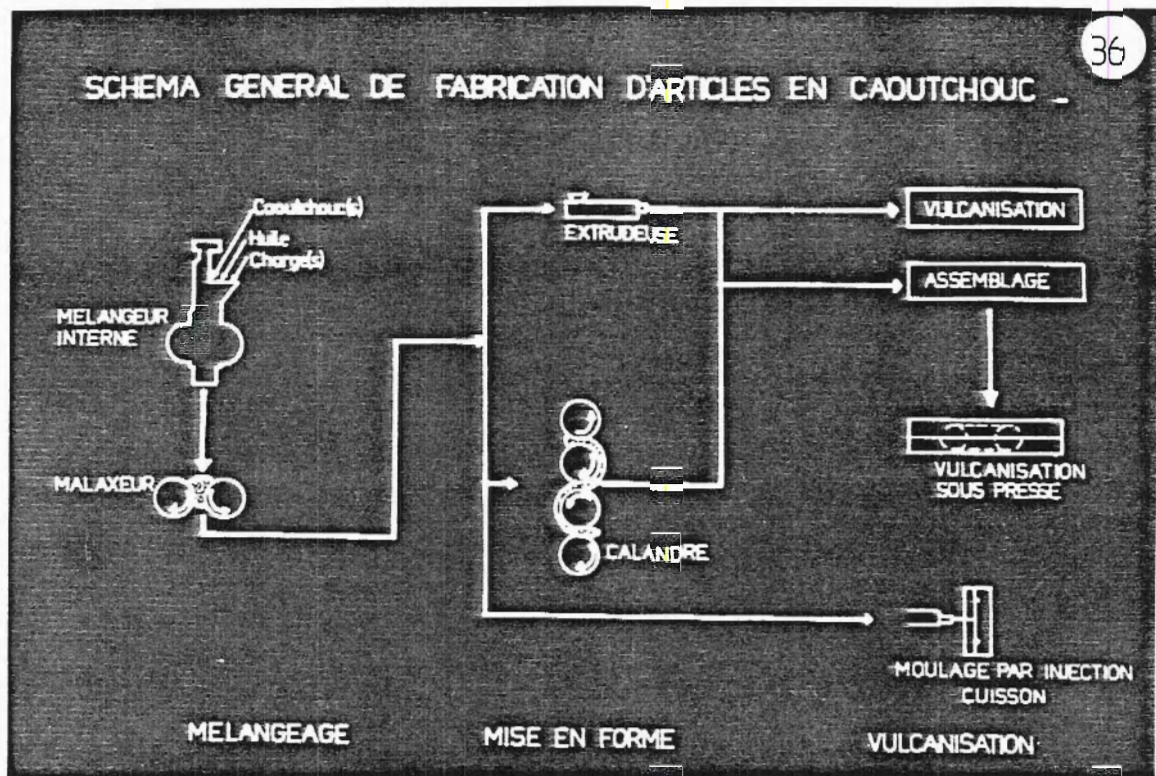 36
SCHEMA GENERAL DE FABRICATION D'ARTICLES EN CAOUTCHOUC _
Caoutchouc(s)
Huile
Charge(s)
MELANGEUR
INTERNE
MALAXEUR
EXTRUDEUSE
CALANDRE
VULCANISATION
ASSEMBLAGE
VULCANISATION
SOUS PRESSE
MOULAGE PAR INJECTION
CUISSON
MELANGEAGE
MISE EN FORME
VULCANISATION